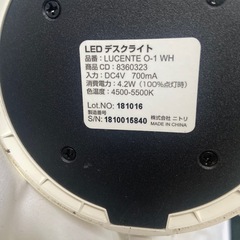 LED デスクライト
品番：LUCENTE O-1 WH
商品CD：8360323
入力：DC4V 700mA
消費電力：4.2W（100%点灯時）
色温度：4500-5500K
Lot.NO: 181016
製造番号
S/N: 1810015840
株式会社 ニトリ
MADE IN CHINA